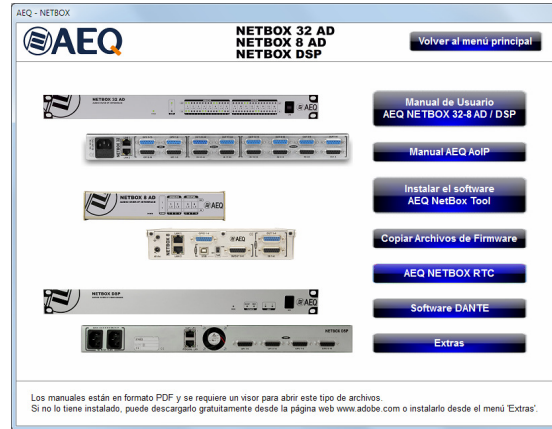 AEQ - NETBOX
AEQ
NETBOX 32 AD
NETBOX 8 AD
NETBOX DSP
Volver al menú principal
NETBOX 32 AD
AEQ
Manual de Usuario
AEQ NETBOX 32-8 AD / DSP
Manual AEQ AoIP
NETBOX 8 AD
AEQ
Instalar el software
AEQ NetBox Tool
AEQ
Copiar Archivos de Firmware
AEQ NETBOX RTC
NETBOX DSP
AEQ
Software DANTE
NETBOX DSP
Extras
Los manuales están en formato PDF y se requiere un visor para abrir este tipo de archivos.
Si no lo tiene instalado, puede descargarlo gratuitamente desde la página web www.adobe.com o instalarlo desde el menú 'Extras'.